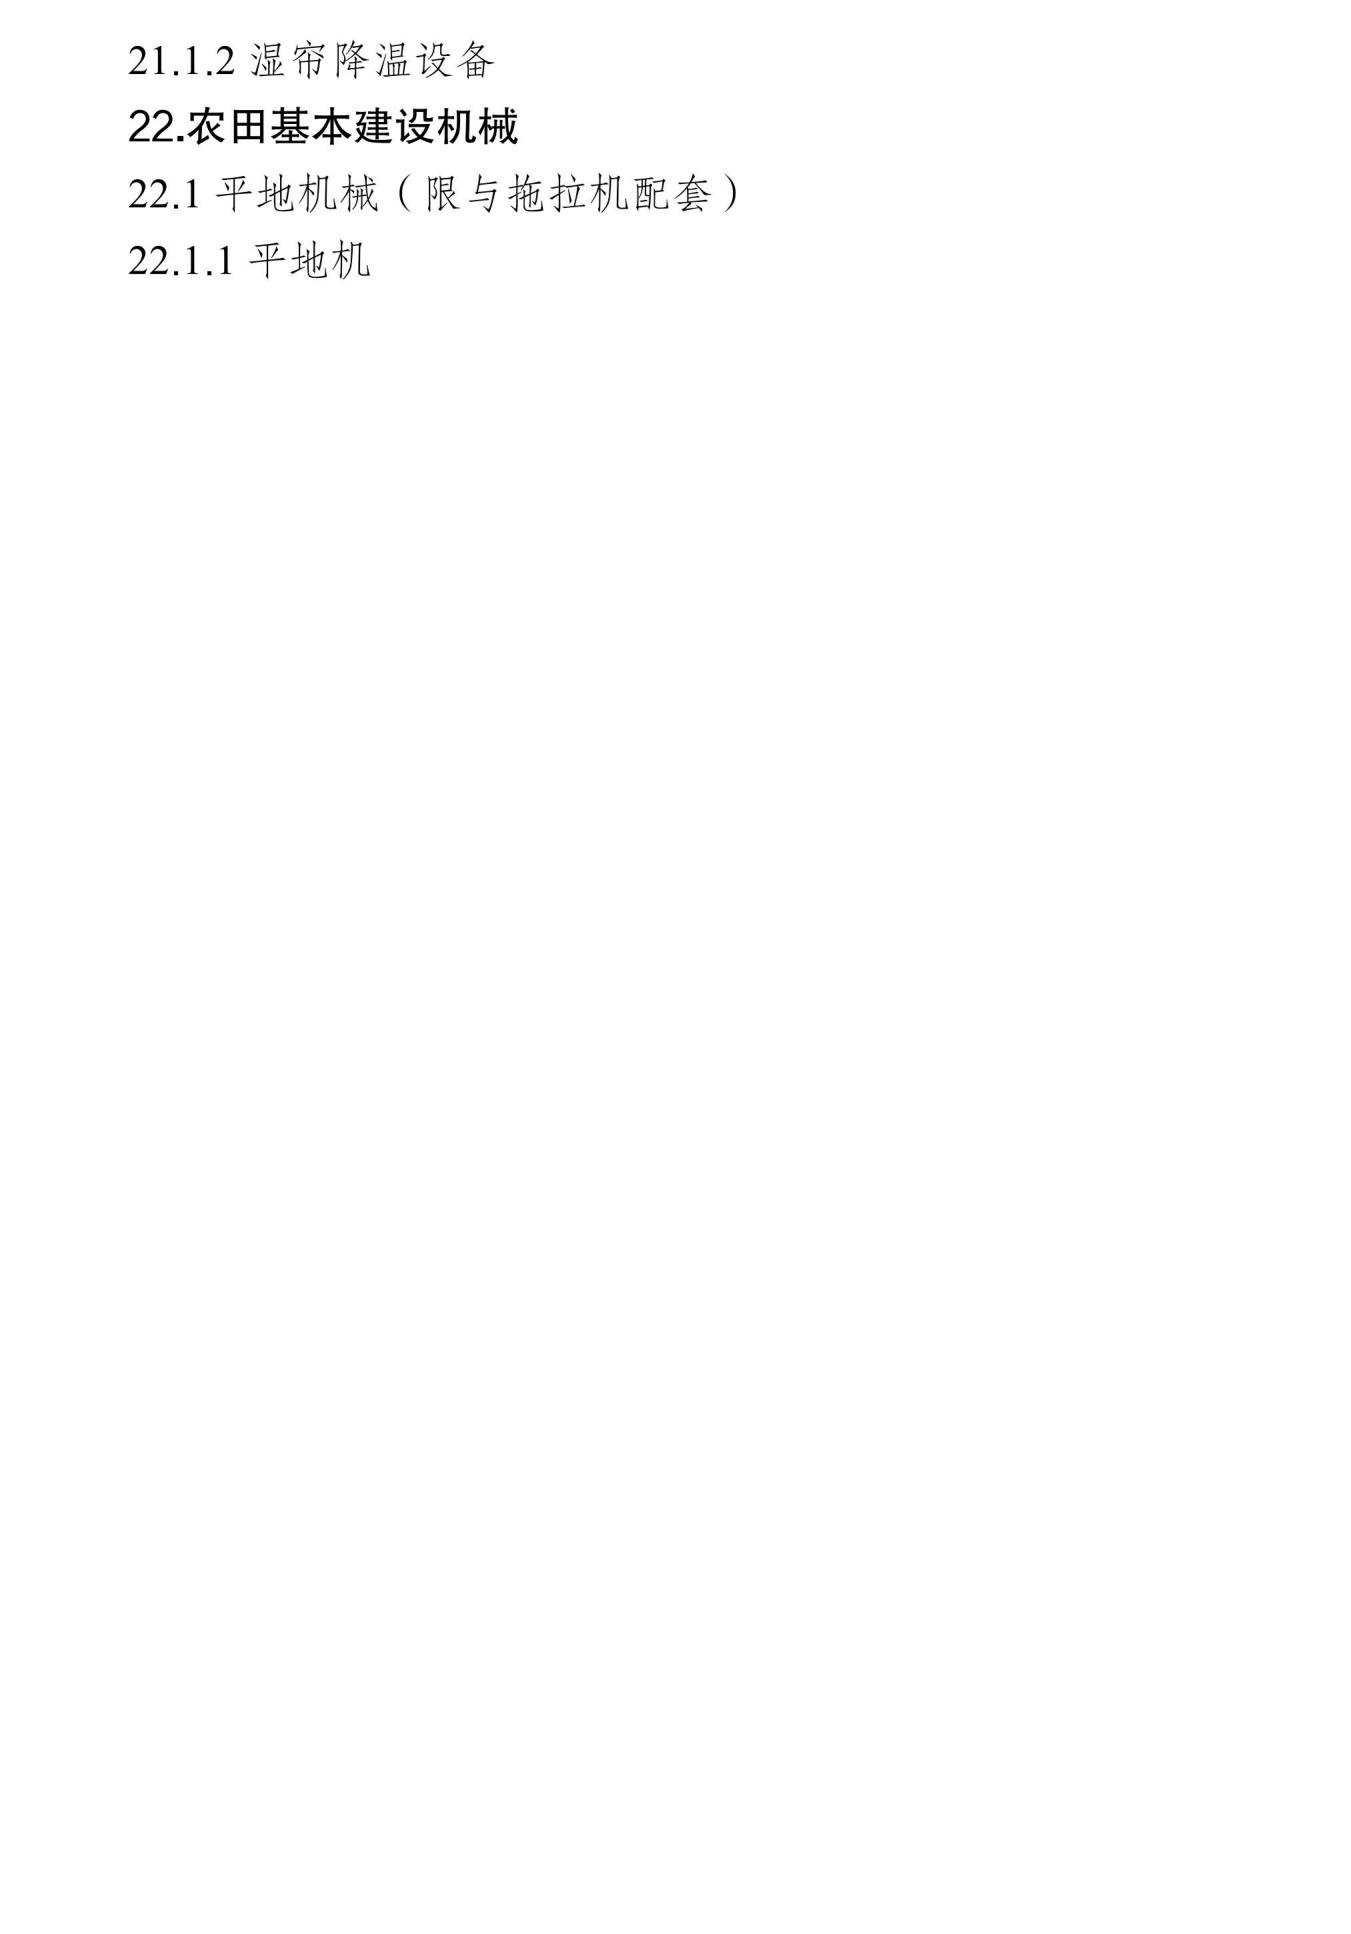 21.1.2 湿帘降温设备
22.农田基本建设机械
22.1 平地机械（限与拖拉机配套）
22.1.1 平地机